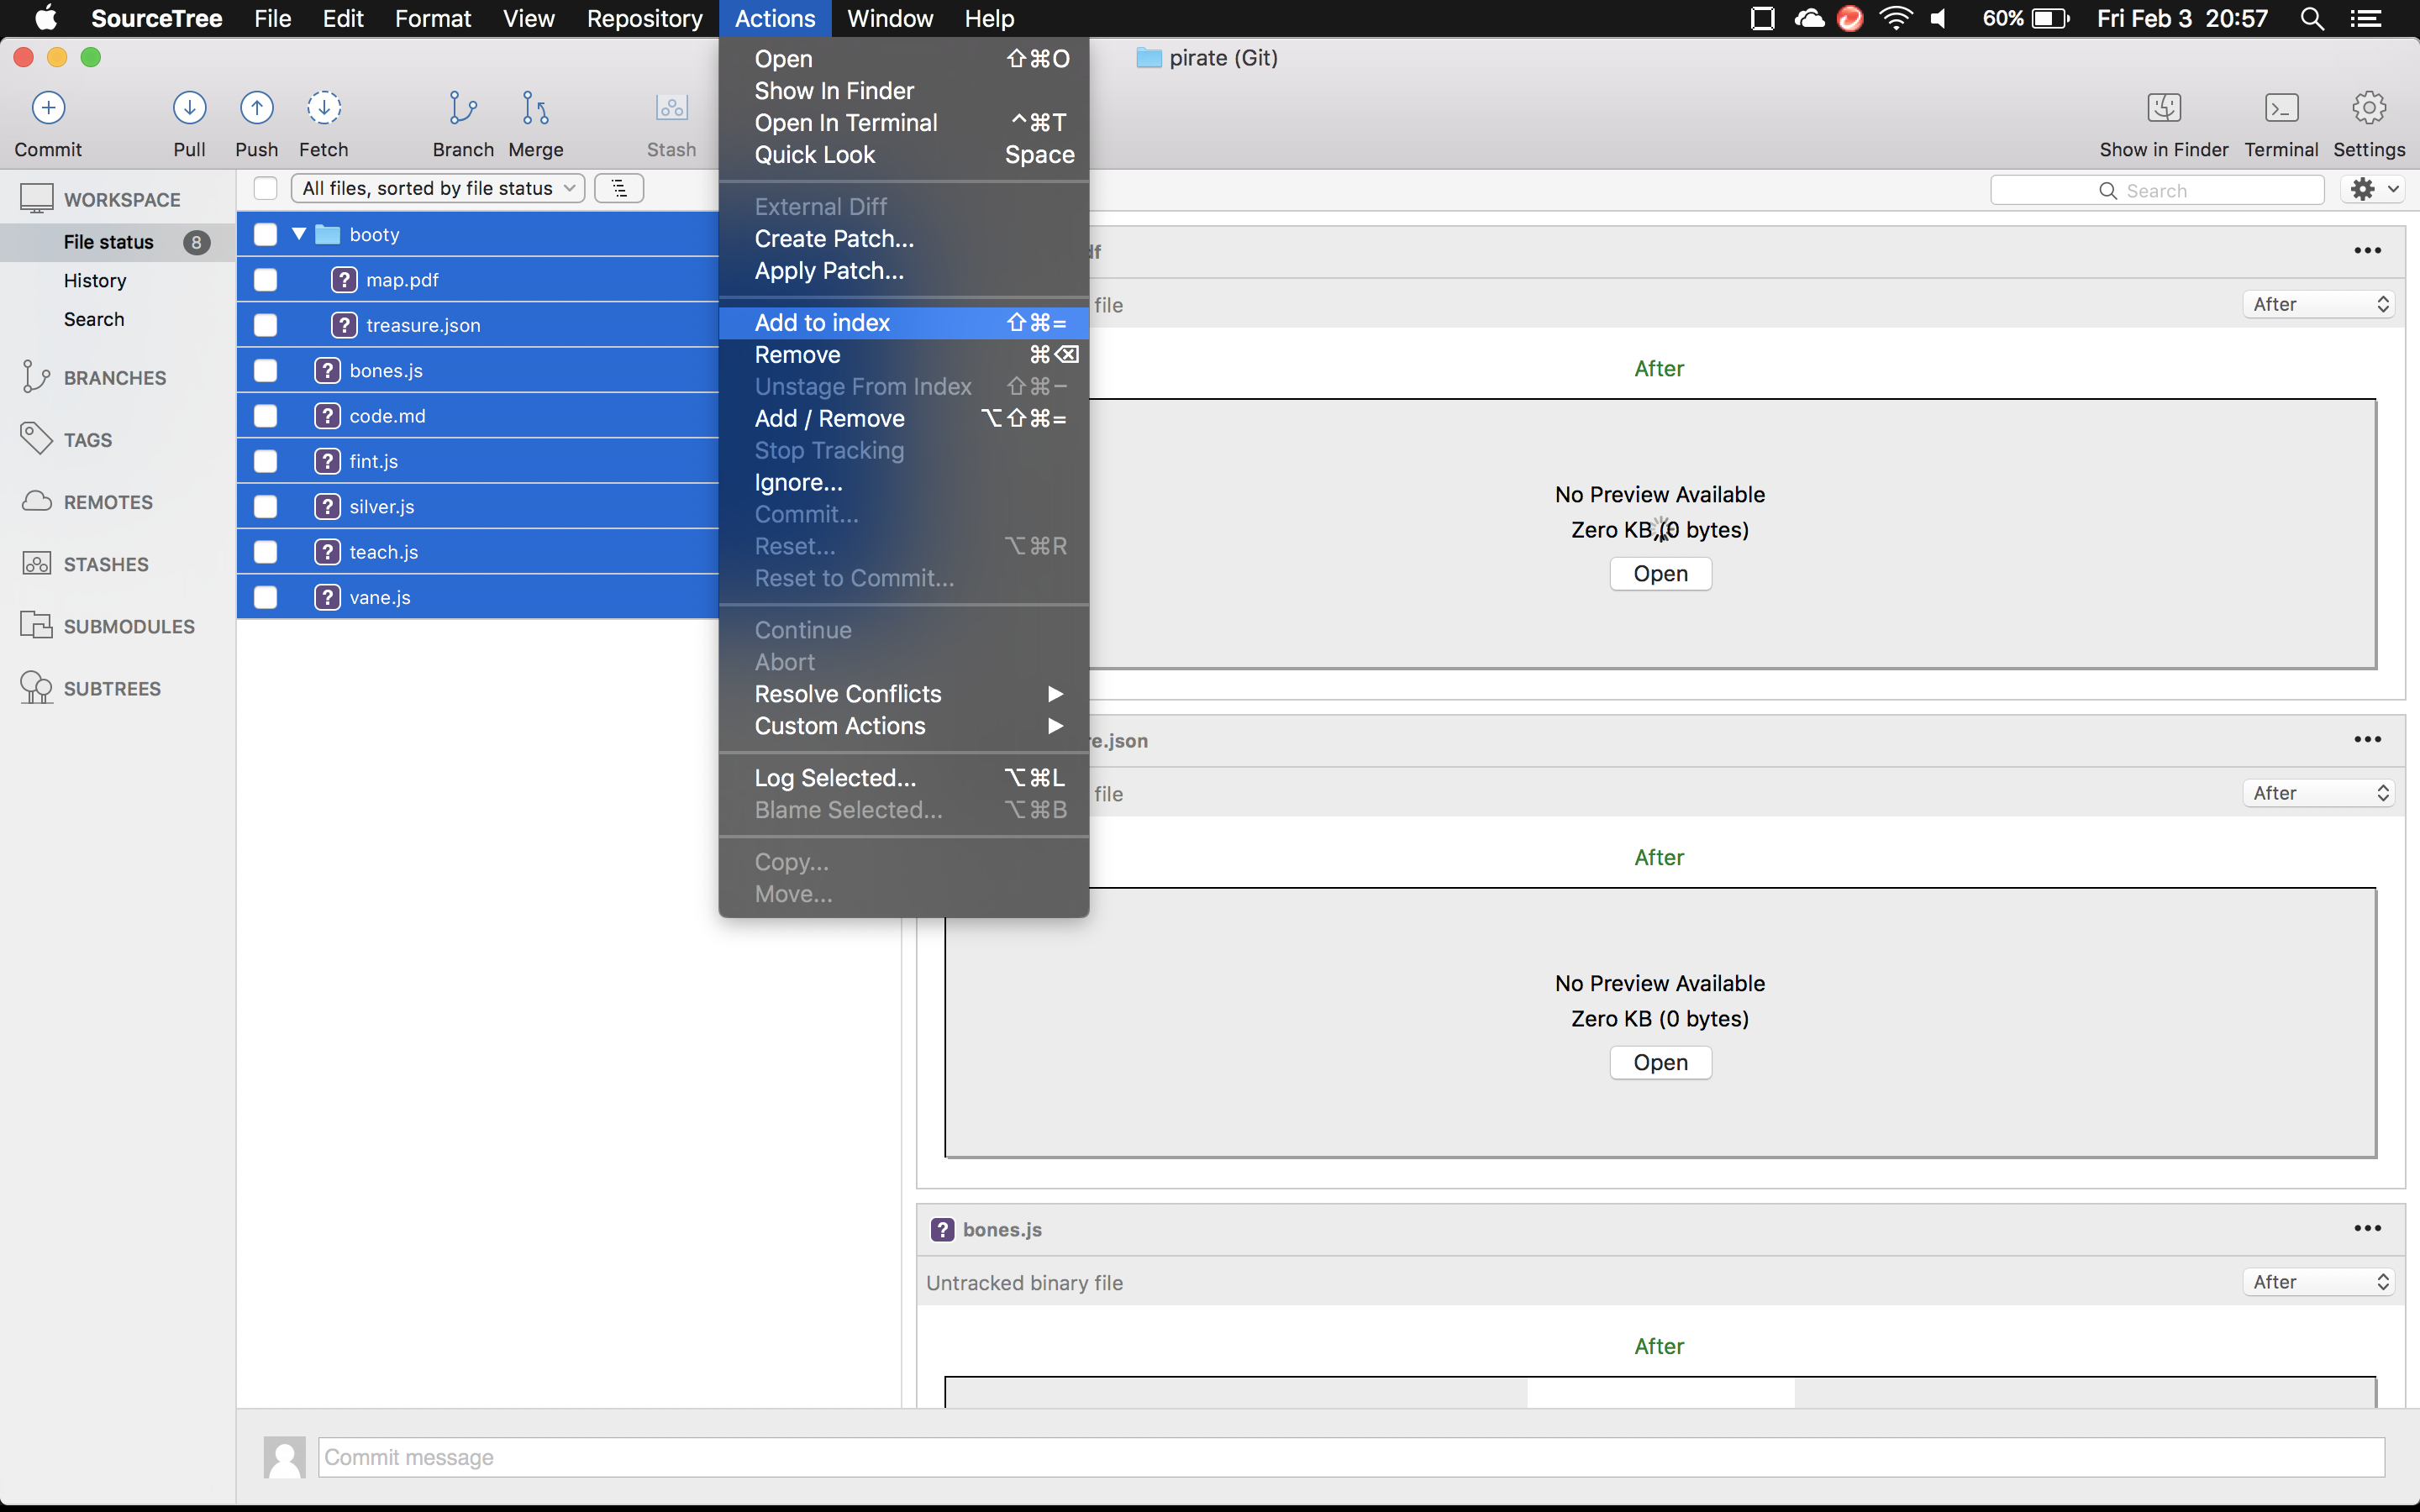 SourceTree File Edit Format View Repository Actions Window Help 60% Fri Feb 3 20:57
pirate (Git)
Commit Pull Push Fetch Branch Merge Stash Show in Finder Terminal Settings
WORKSPACE
File status 8
History
Search
BRANCHES
TAGS
REMOTES
STASHES
SUBMODULES
SUBTREES
All files, sorted by file status
booty
? map.pdf
? treasure.json
? bones.js
? code.md
? fint.js
? silver.js
? teach.js
? vane.js
Open ⇧⌘O
Show In Finder
Open In Terminal ^⌘T
Quick Look Space
External Diff
Create Patch...
Apply Patch...
Add to index ⇧⌘=
Remove ⌘⌫
Unstage From Index ⇧⌘−
Add / Remove ⌥⇧⌘=
Stop Tracking
Ignore...
Commit...
Reset... ⌥⌘R
Reset to Commit...
Continue
Abort
Resolve Conflicts ▶
Custom Actions ▶
Log Selected... ⌥⌘L
Blame Selected... ⌥⌘B
Copy...
Move...
Search
df •••
file After
After
No Preview Available
Zero KB (0 bytes)
Open
re.json •••
file After
After
No Preview Available
Zero KB (0 bytes)
Open
? bones.js •••
Untracked binary file After
After
Commit message